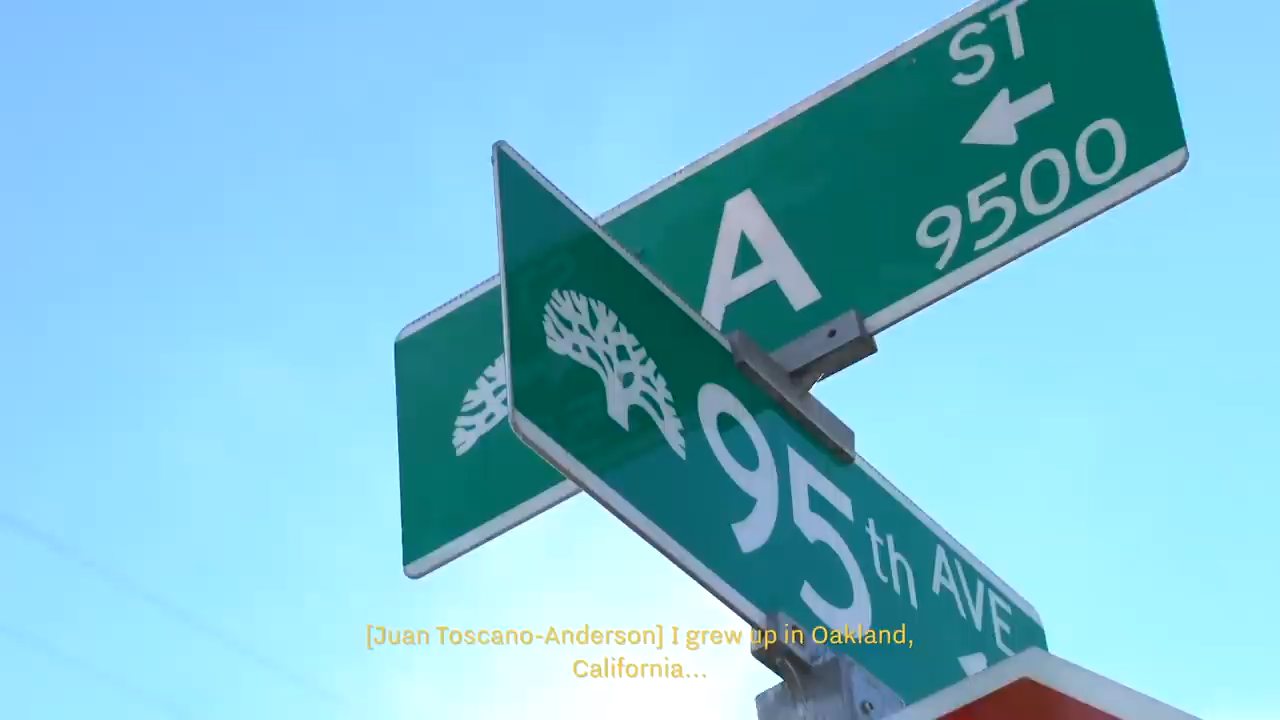 ST
←
9500
A
95th AVE
[Juan Toscano-Anderson] I grew up in Oakland,
California...